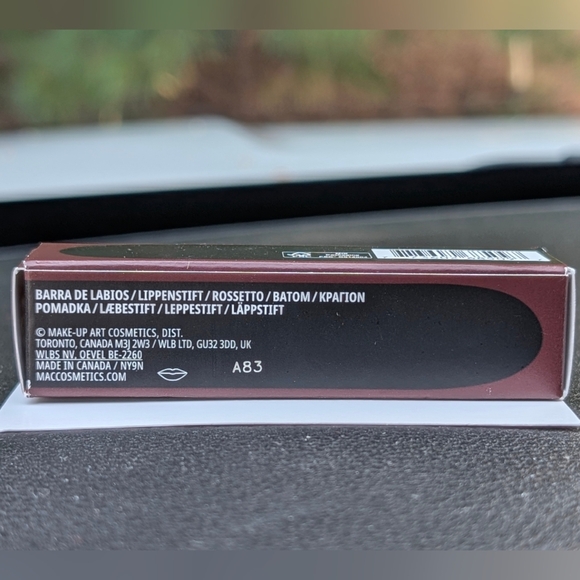 BARRA DE LABIOS / LIPPENSTIFT / ROSSETTO / BATOM / ΚΡΑΓΙΟΝ
POMADKA / LÆBESTIFT / LEPPESTIFT / LÄPPSTIFT
© MAKE-UP ART COSMETICS, DIST.
TORONTO, CANADA M3J 2W3 / WLB LTD, GU32 3DD, UK
WLBS NV, OEVEL BE-2260
MADE IN CANADA / NY9N
MACCOSMETICS.COM
A83